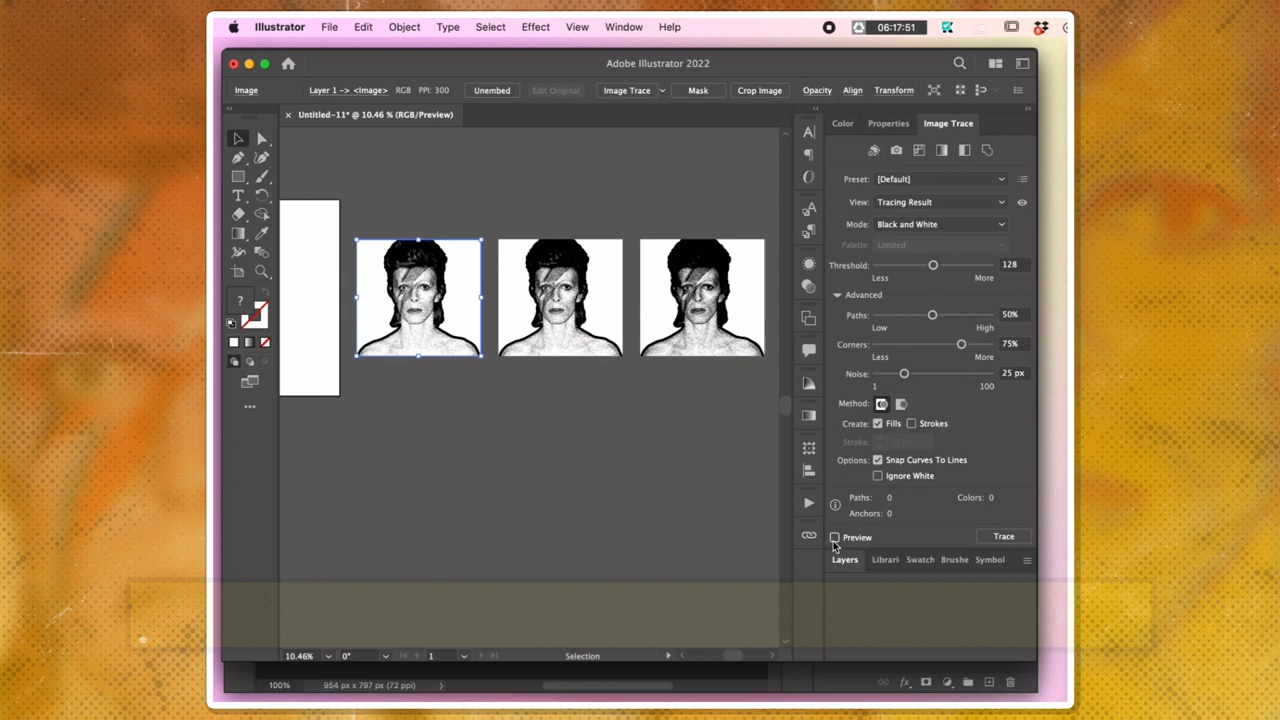 Illustrator File Edit Object Type Select Effect View Window Help 06:17:51
Adobe Illustrator 2022
Image Layer 1 -> <Image> RGB PPI: 300 Unembed Edit Original Image Trace Mask Crop Image Opacity Align Transform
Untitled-11* @ 10.46 % (RGB/Preview)
Color Properties Image Trace
Preset: [Default]
View: Tracing Result
Mode: Black and White
Palette: Limited
Threshold: 128
Less More
Advanced
Paths: 50%
Low High
Corners: 75%
Less More
Noise: 25 px
1 100
Method:
Create: Fills Strokes
Stroke:
Options: Snap Curves To Lines
Ignore White
Paths: 0 Colors: 0
Anchors: 0
Preview Trace
Layers Librari Swatch Brushe Symbol
10.46% 0° 1 Selection
100% 954 px x 797 px (72 ppi)